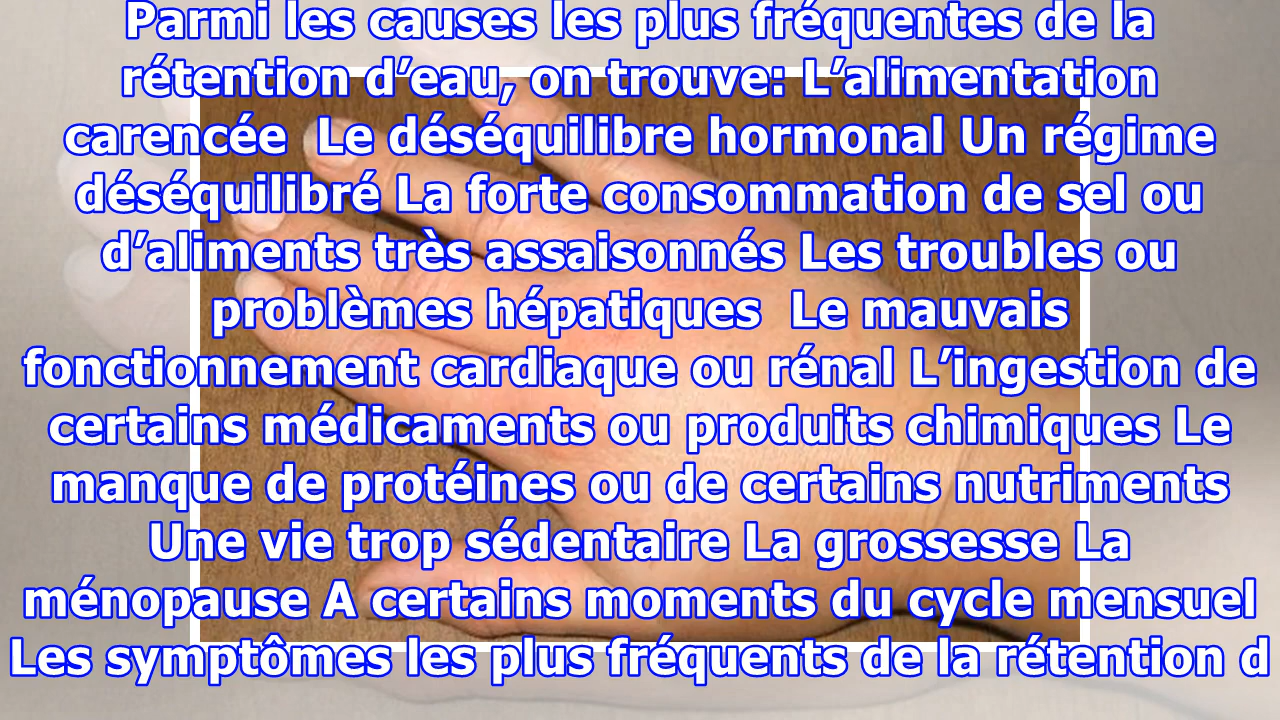 Parmi les causes les plus fréquentes de la
rétention d’eau, on trouve: L’alimentation
carencée  Le déséquilibre hormonal Un régime
déséquilibré La forte consommation de sel ou
d’aliments très assaisonnés Les troubles ou
problèmes hépatiques  Le mauvais
fonctionnement cardiaque ou rénal L’ingestion de
certains médicaments ou produits chimiques Le
manque de protéines ou de certains nutriments
Une vie trop sédentaire La grossesse La
ménopause A certains moments du cycle mensuel
Les symptômes les plus fréquents de la rétention d